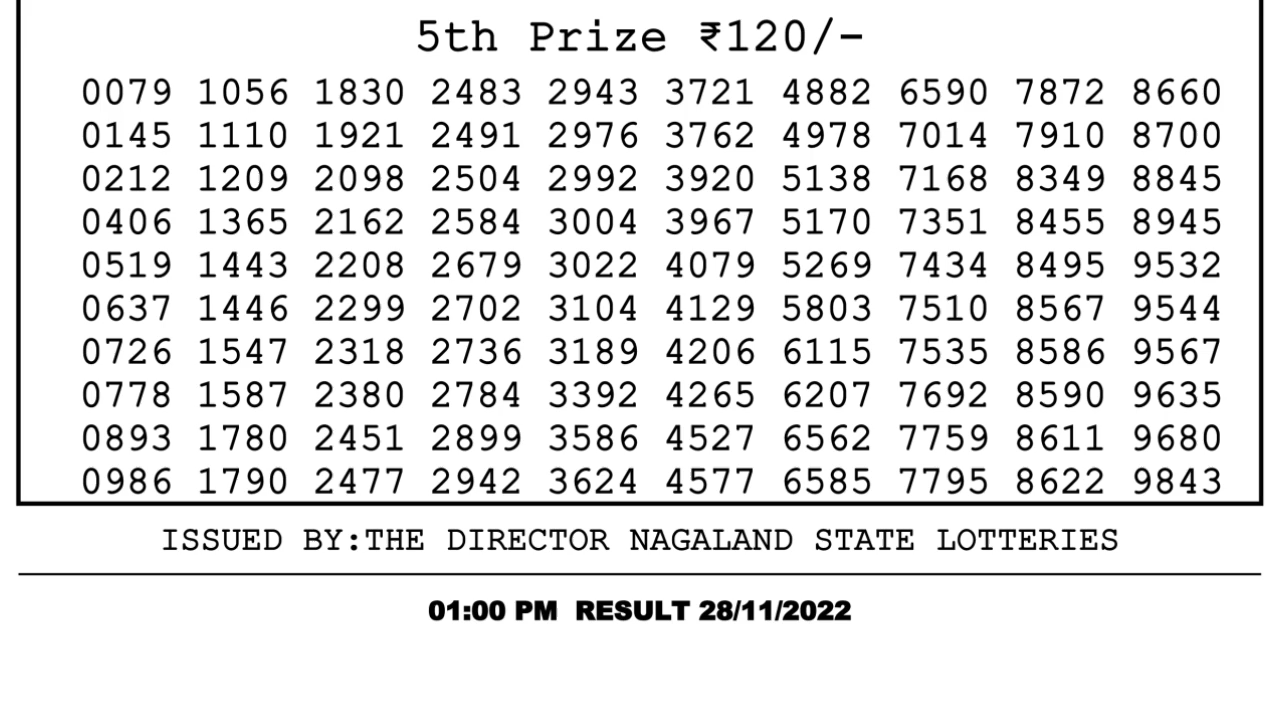 5th Prize ₹120/-
0079 1056 1830 2483 2943 3721 4882 6590 7872 8660
0145 1110 1921 2491 2976 3762 4978 7014 7910 8700
0212 1209 2098 2504 2992 3920 5138 7168 8349 8845
0406 1365 2162 2584 3004 3967 5170 7351 8455 8945
0519 1443 2208 2679 3022 4079 5269 7434 8495 9532
0637 1446 2299 2702 3104 4129 5803 7510 8567 9544
0726 1547 2318 2736 3189 4206 6115 7535 8586 9567
0778 1587 2380 2784 3392 4265 6207 7692 8590 9635
0893 1780 2451 2899 3586 4527 6562 7759 8611 9680
0986 1790 2477 2942 3624 4577 6585 7795 8622 9843
ISSUED BY:THE DIRECTOR NAGALAND STATE LOTTERIES
01:00 PM RESULT 28/11/2022